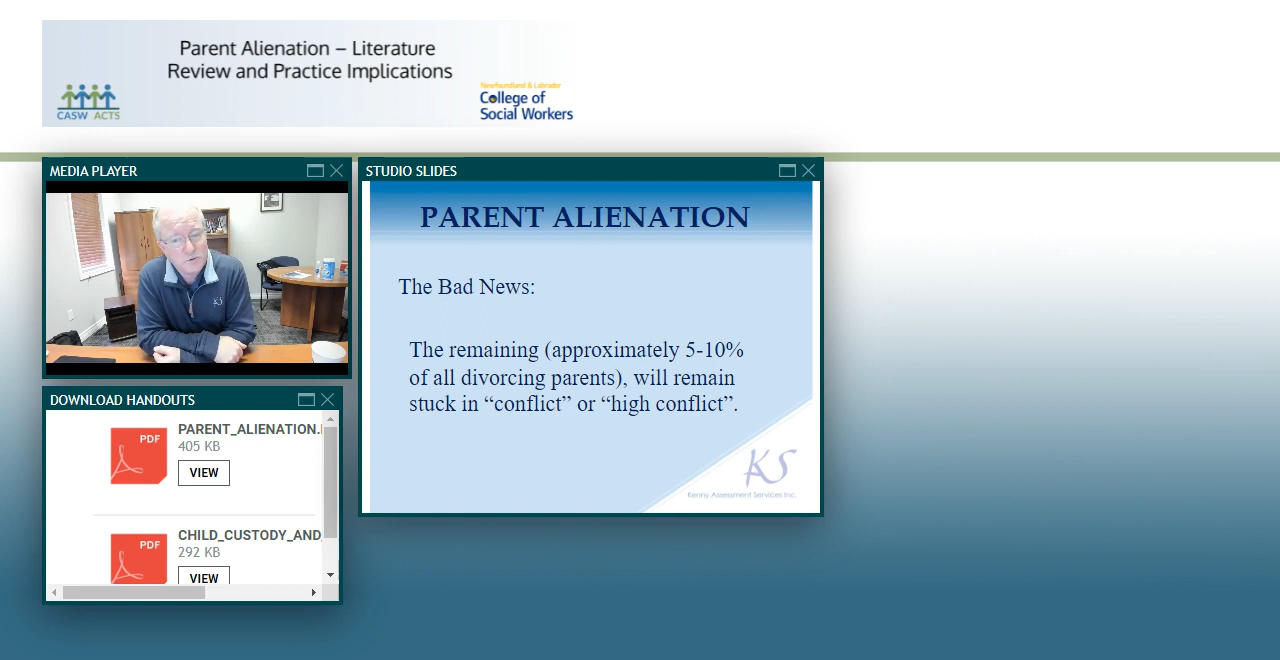 Parent Alienation – Literature
Review and Practice Implications
CASW ACTS
Newfoundland & Labrador
College of
Social Workers
MEDIA PLAYER
KS
DOWNLOAD HANDOUTS
PDF
PARENT_ALIENATION.
405 KB
VIEW
PDF
CHILD_CUSTODY_AND
292 KB
VIEW
STUDIO SLIDES
PARENT ALIENATION
The Bad News:
The remaining (approximately 5-10%
of all divorcing parents), will remain
stuck in “conflict” or “high conflict”.
KS
Kenny Assessment Services Inc.